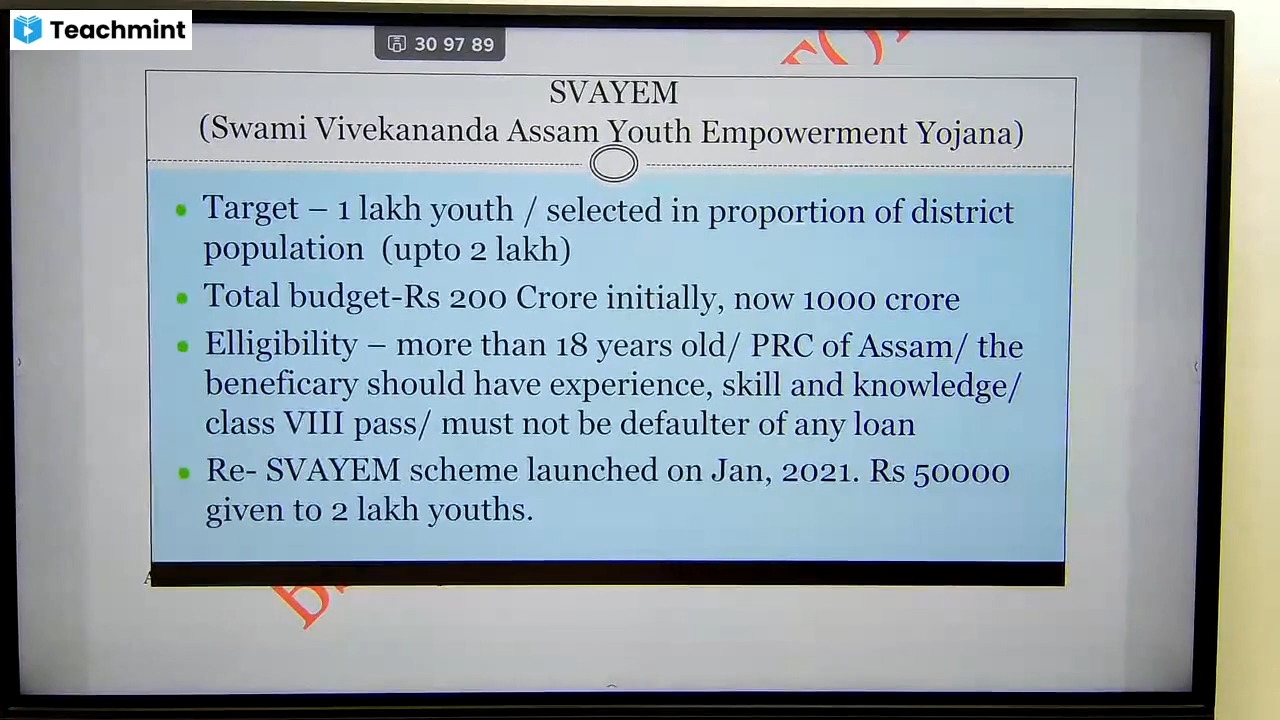 Teachmint
30 97 89
SVAYEM
(Swami Vivekananda Assam Youth Empowerment Yojana)
Target – 1 lakh youth / selected in proportion of district
population (upto 2 lakh)
Total budget-Rs 200 Crore initially, now 1000 crore
Elligibility – more than 18 years old/ PRC of Assam/ the
beneficary should have experience, skill and knowledge/
class VIII pass/ must not be defaulter of any loan
Re- SVAYEM scheme launched on Jan, 2021. Rs 50000
given to 2 lakh youths.